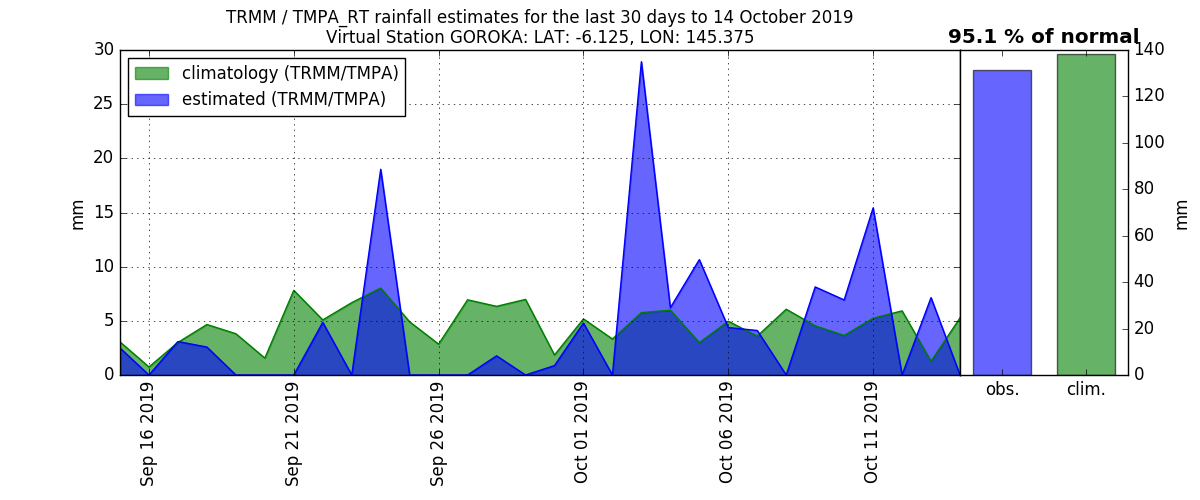 TRMM / TMPA_RT rainfall estimates for the last 30 days to 14 October 2019
Virtual Station GOROKA: LAT: -6.125, LON: 145.375
95.1 % of normal
climatology (TRMM/TMPA)
estimated (TRMM/TMPA)
30
25
20
15
10
5
0
mm
Sep 16 2019
Sep 21 2019
Sep 26 2019
Oct 01 2019
Oct 06 2019
Oct 11 2019
140
120
100
80
60
40
20
0
mm
obs.
clim.